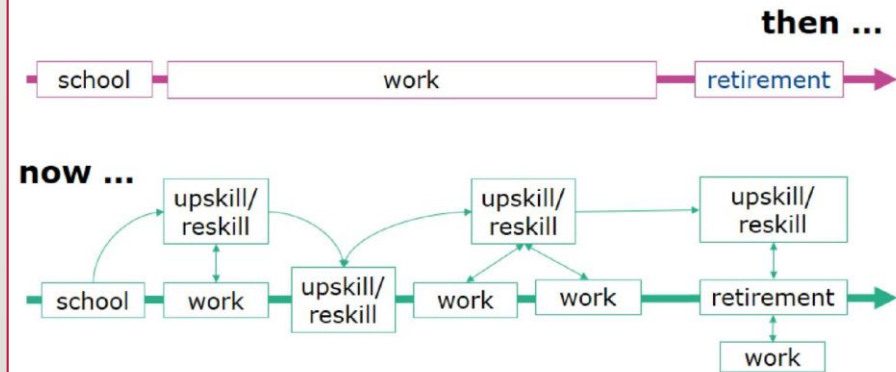 then ...
school
work
retirement
now ...
upskill/
reskill
upskill/
reskill
upskill/
reskill
school
work
upskill/
reskill
work
work
retirement
work